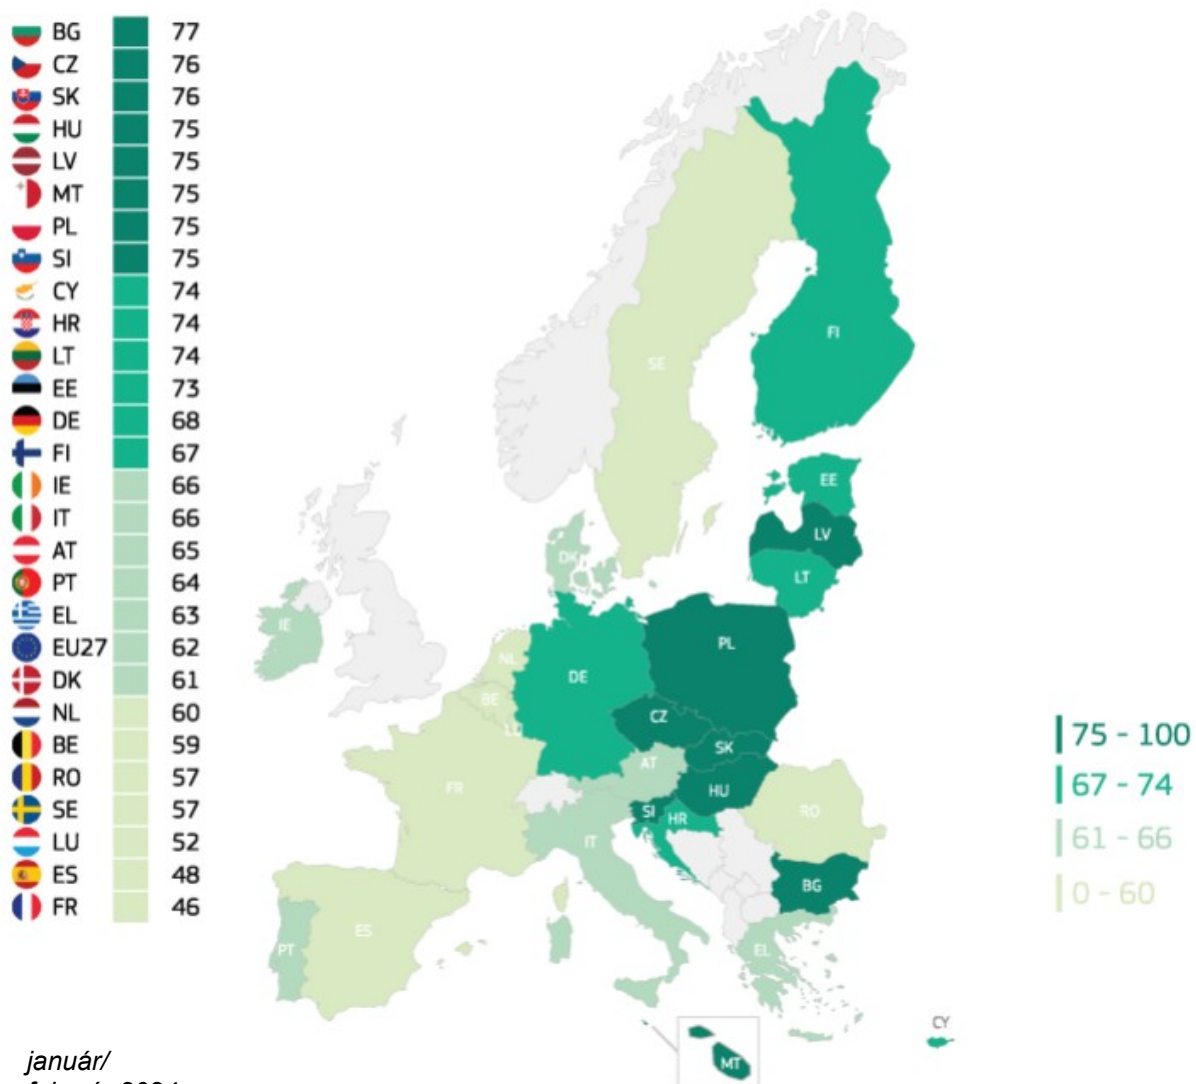 BG 77
CZ 76
SK 76
HU 75
LV 75
MT 75
PL 75
SI 75
CY 74
HR 74
LT 74
EE 73
DE 68
FI 67
IE 66
IT 66
AT 65
PT 64
EL 63
EU27 62
DK 61
NL 60
BE 59
RO 57
SE 57
LU 52
ES 48
FR 46
FI
SE
EE
LV
LT
DK
IE
PL
NL
DE
BE
CZ
LU
SK
AT
FR
HU
SI
HR
RO
IT
BG
ES
PT
EL
CY
MT
75 - 100
67 - 74
61 - 66
0 - 60
január/